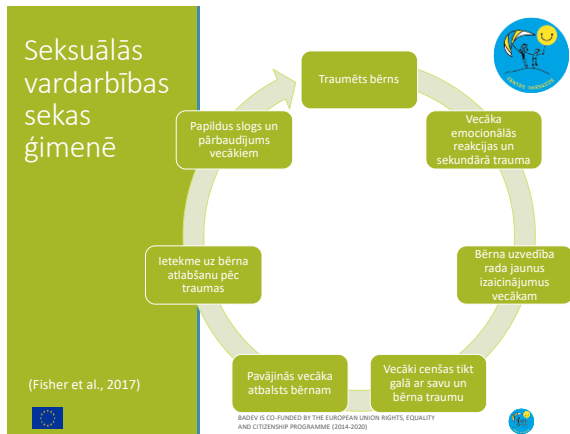 Seksuālās
vardarbības
sekas
ģimenē
Traumēts bērns
Vecāka
emocionālās
reakcijas un
sekundārā trauma
Bērna uzvedība
rada jaunus
izaicinājumus
vecākam
Vecāki cenšas tikt
galā ar savu un
bērna traumu
Pavājinās vecāka
atbalsts bērnam
Ietekme uz bērna
atlabšanu pēc
traumas
Papildus slogs un
pārbaudījums
vecākiem
(Fisher et al., 2017)
BADEV IS CO-FUNDED BY THE EUROPEAN UNION RIGHTS, EQUALITY
AND CITIZENSHIP PROGRAMME (2014-2020)
CENTRS DARDEDZE